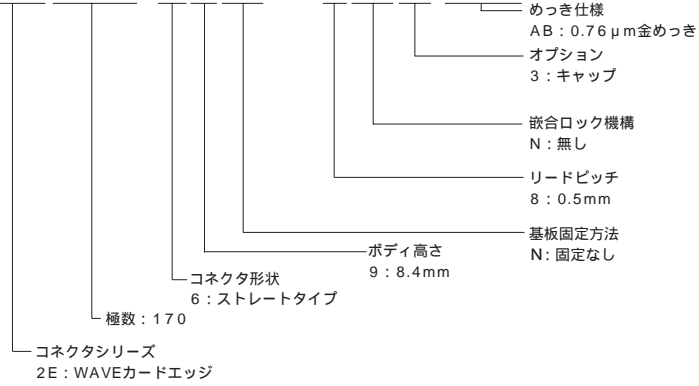 めっき仕様
AB：0.76μm金めっき
オプション
3：キャップ
嵌合ロック機構
N：無し
リードピッチ
8：0.5mm
基板固定方法
N：固定なし
ボディ高さ
9：8.4mm
コネクタ形状
6：ストレートタイプ
極数：170
コネクタシリーズ
2E：WAVEカードエッジ